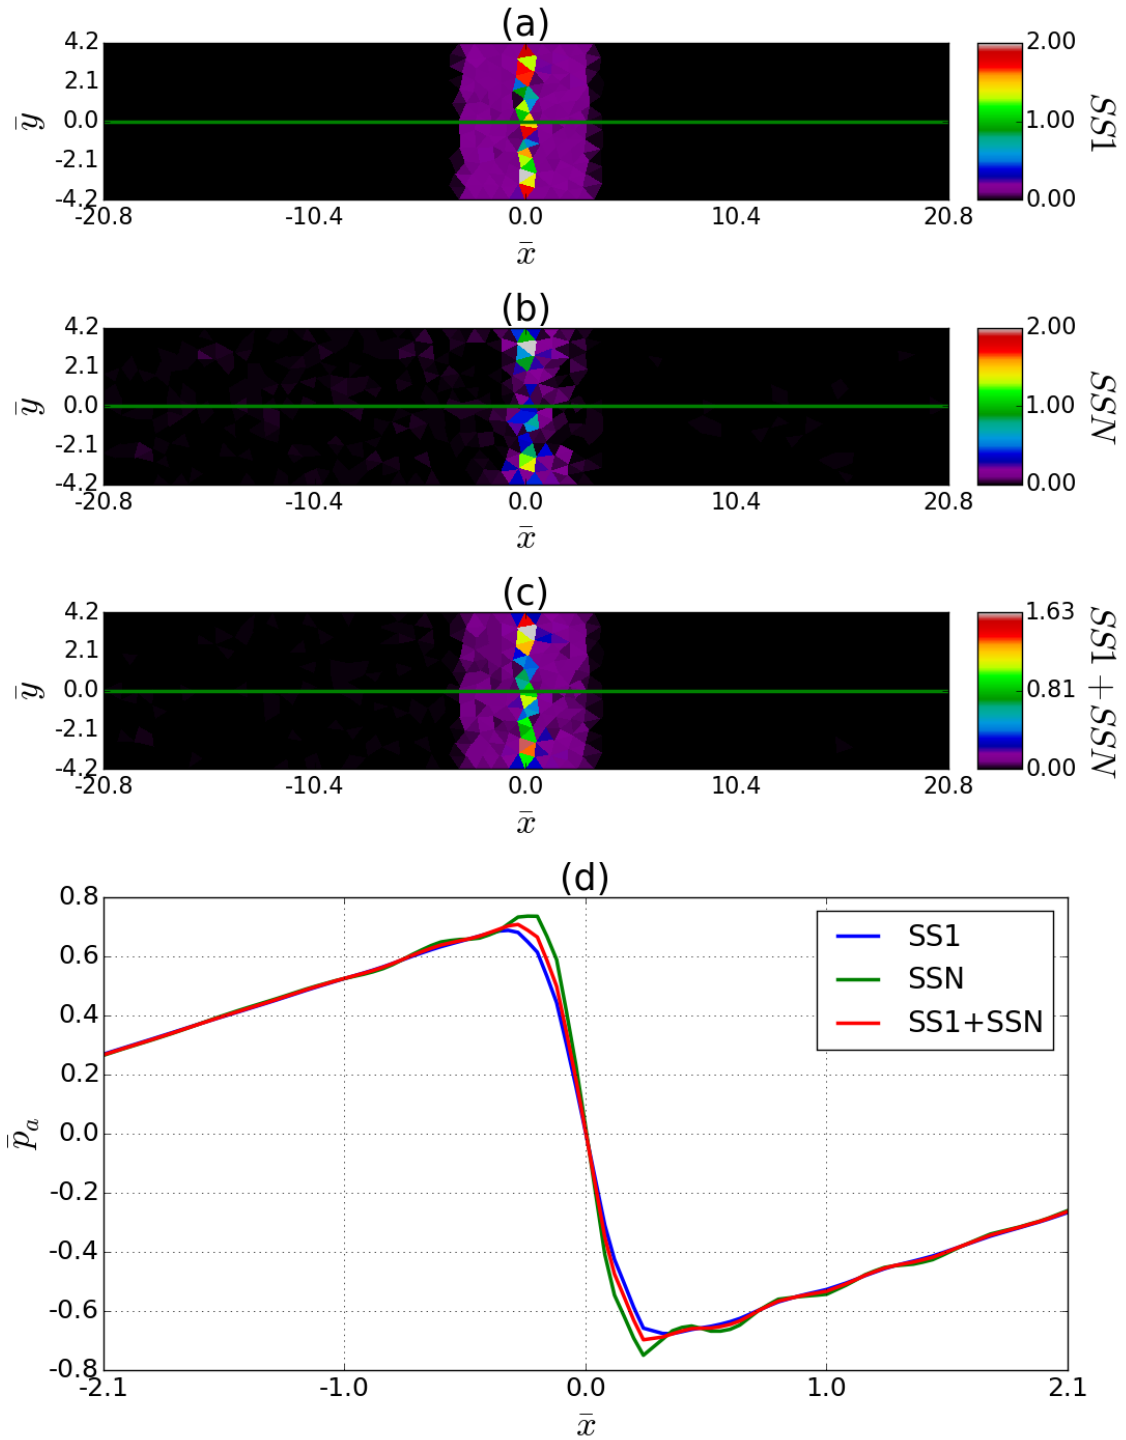 (a)
4.2
2.1
0.0
-2.1
-4.2
ȳ
-20.8
-10.4
0.0
10.4
20.8
x̄
2.00
1.00
0.00
SS1
(b)
4.2
2.1
0.0
-2.1
-4.2
ȳ
-20.8
-10.4
0.0
10.4
20.8
x̄
2.00
1.00
0.00
SSN
(c)
4.2
2.1
0.0
-2.1
-4.2
ȳ
-20.8
-10.4
0.0
10.4
20.8
x̄
1.63
0.81
0.00
SS1 + SSN
(d)
0.8
0.6
0.4
0.2
0.0
-0.2
-0.4
-0.6
-0.8
p̄ₐ
-2.1
-1.0
0.0
1.0
2.1
x̄
SS1
SSN
SS1+SSN